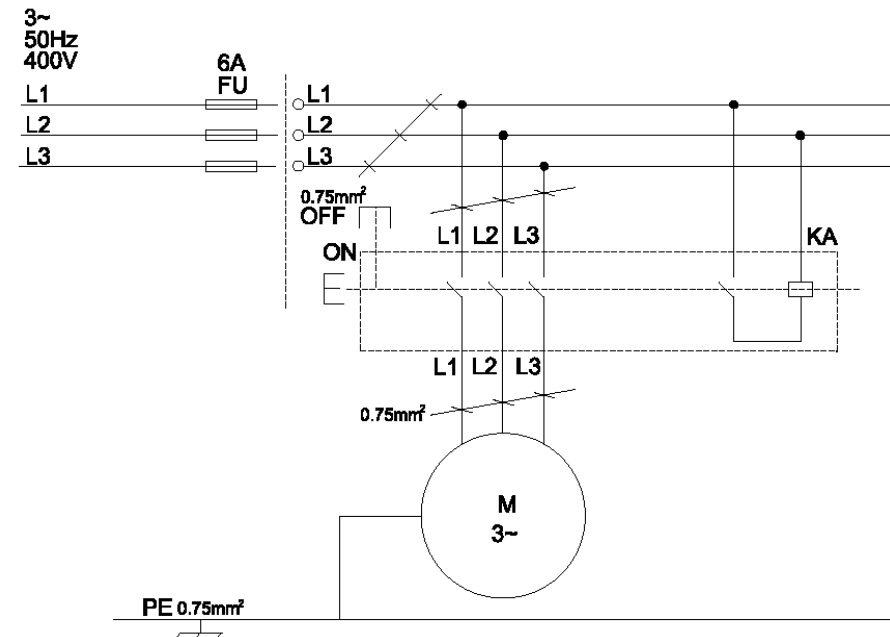 3~
50Hz
400V
6A
FU
L1 L1
L2 L2
L3 L3
0.75mm²
OFF
L1 L2 L3 KA
ON
L1 L2 L3
0.75mm²
M
3~
PE 0.75mm²